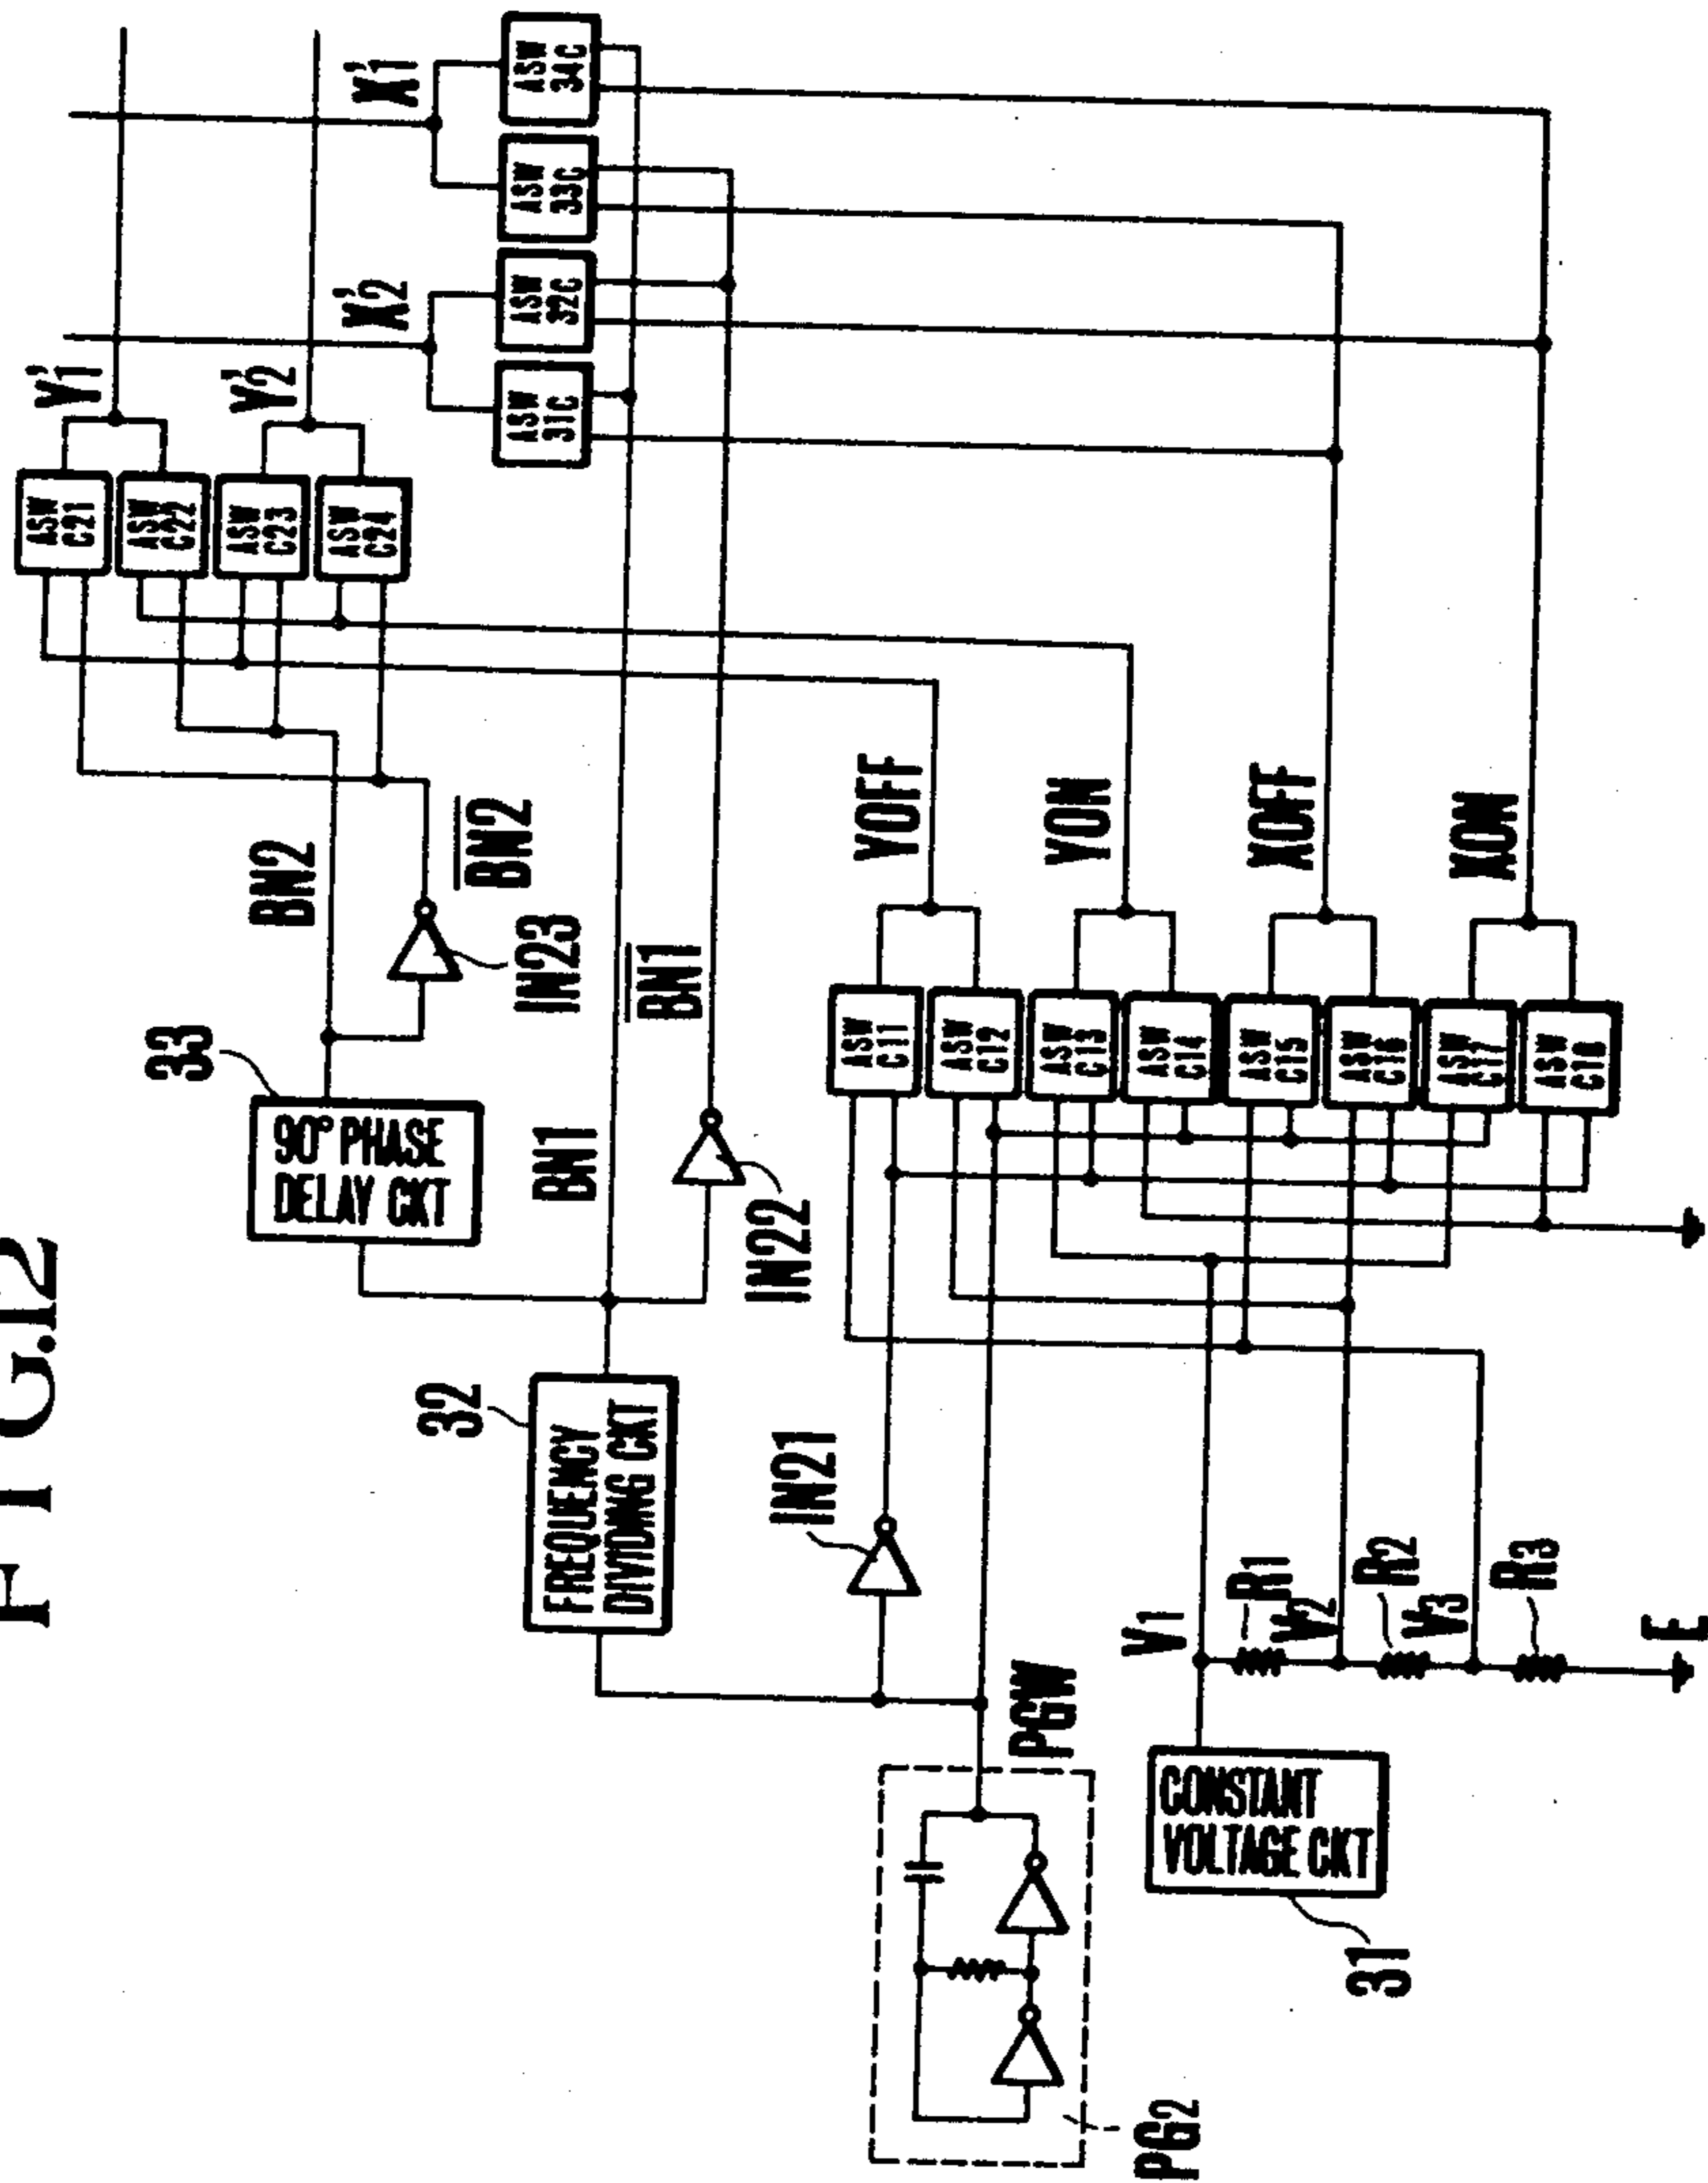 FIG.12
Y'1
Y'2
X'2
X'1
ASW
C21
ASW
C22
ASW
C23
ASW
C24
ASW
31C
ASW
32C
ASW
33C
ASW
34C
33
90° PHASE
DELAY CKT
BN2
BN2
IN23
32
FREQUENCY
DIVIDING CKT
BN1
BN1
IN22
IN21
YOFF
YON
XOFF
XON
ASW
C11
ASW
C12
ASW
C13
ASW
C14
ASW
C15
ASW
C16
ASW
C17
ASW
C18
PGW
PG2
CONSTANT
VOLTAGE CKT
31
V1
R1
V2
R2
V3
R3
E